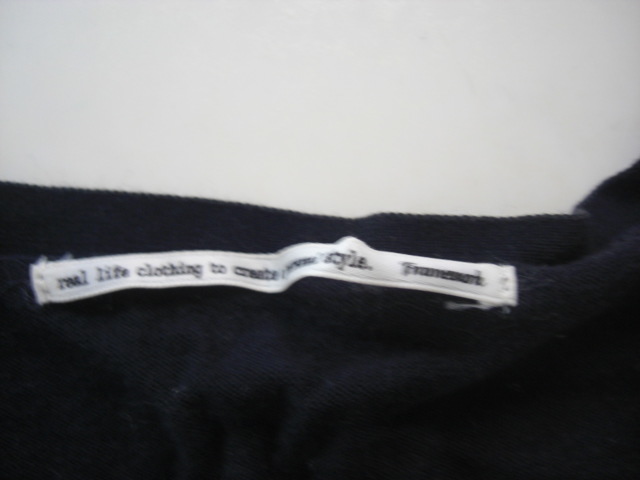 real life clothing to create style. Framework